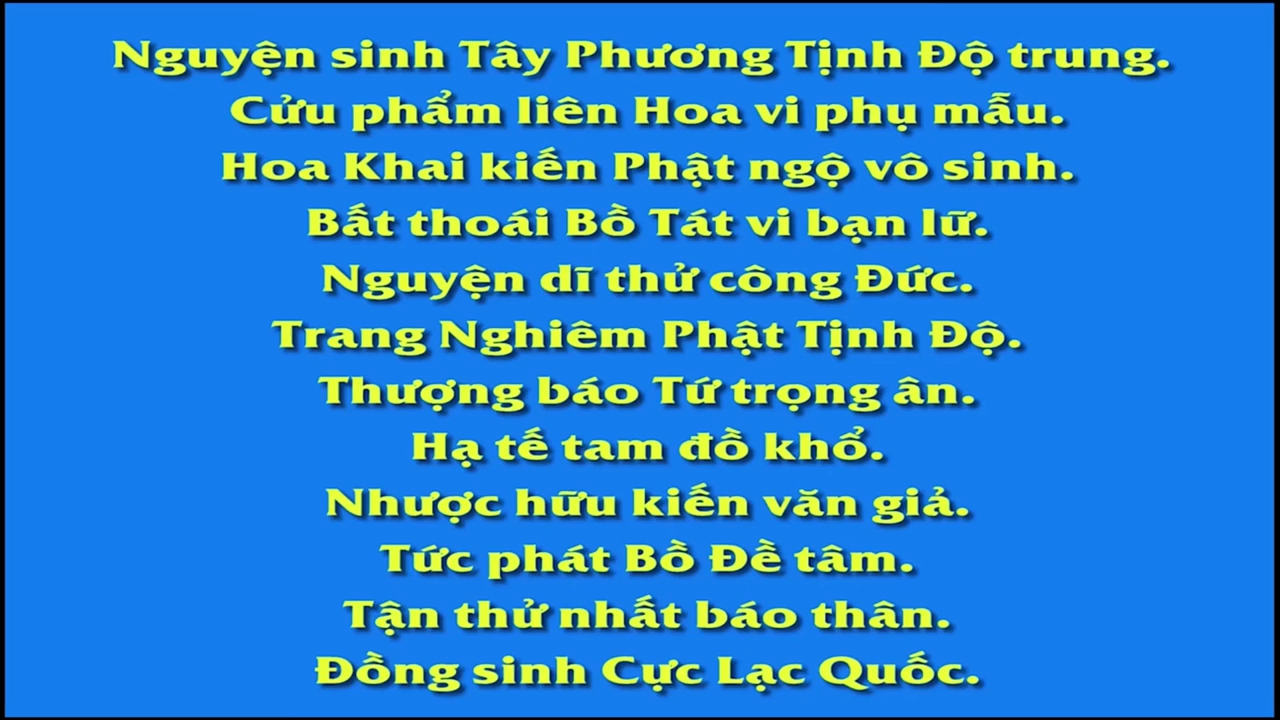 Nguyện sinh Tây Phương Tịnh Độ trung.
Cửu phẩm liên Hoa vi phụ mẫu.
Hoa Khai kiến Phật ngộ vô sinh.
Bất thoái Bồ Tát vi bạn lữ.
Nguyện dĩ thử công Đức.
Trang Nghiêm Phật Tịnh Độ.
Thượng báo Tứ trọng ân.
Hạ tế tam đồ khổ.
Nhược hữu kiến văn giả.
Tức phát Bồ Đề tâm.
Tận thử nhất báo thân.
Đồng sinh Cực Lạc Quốc.